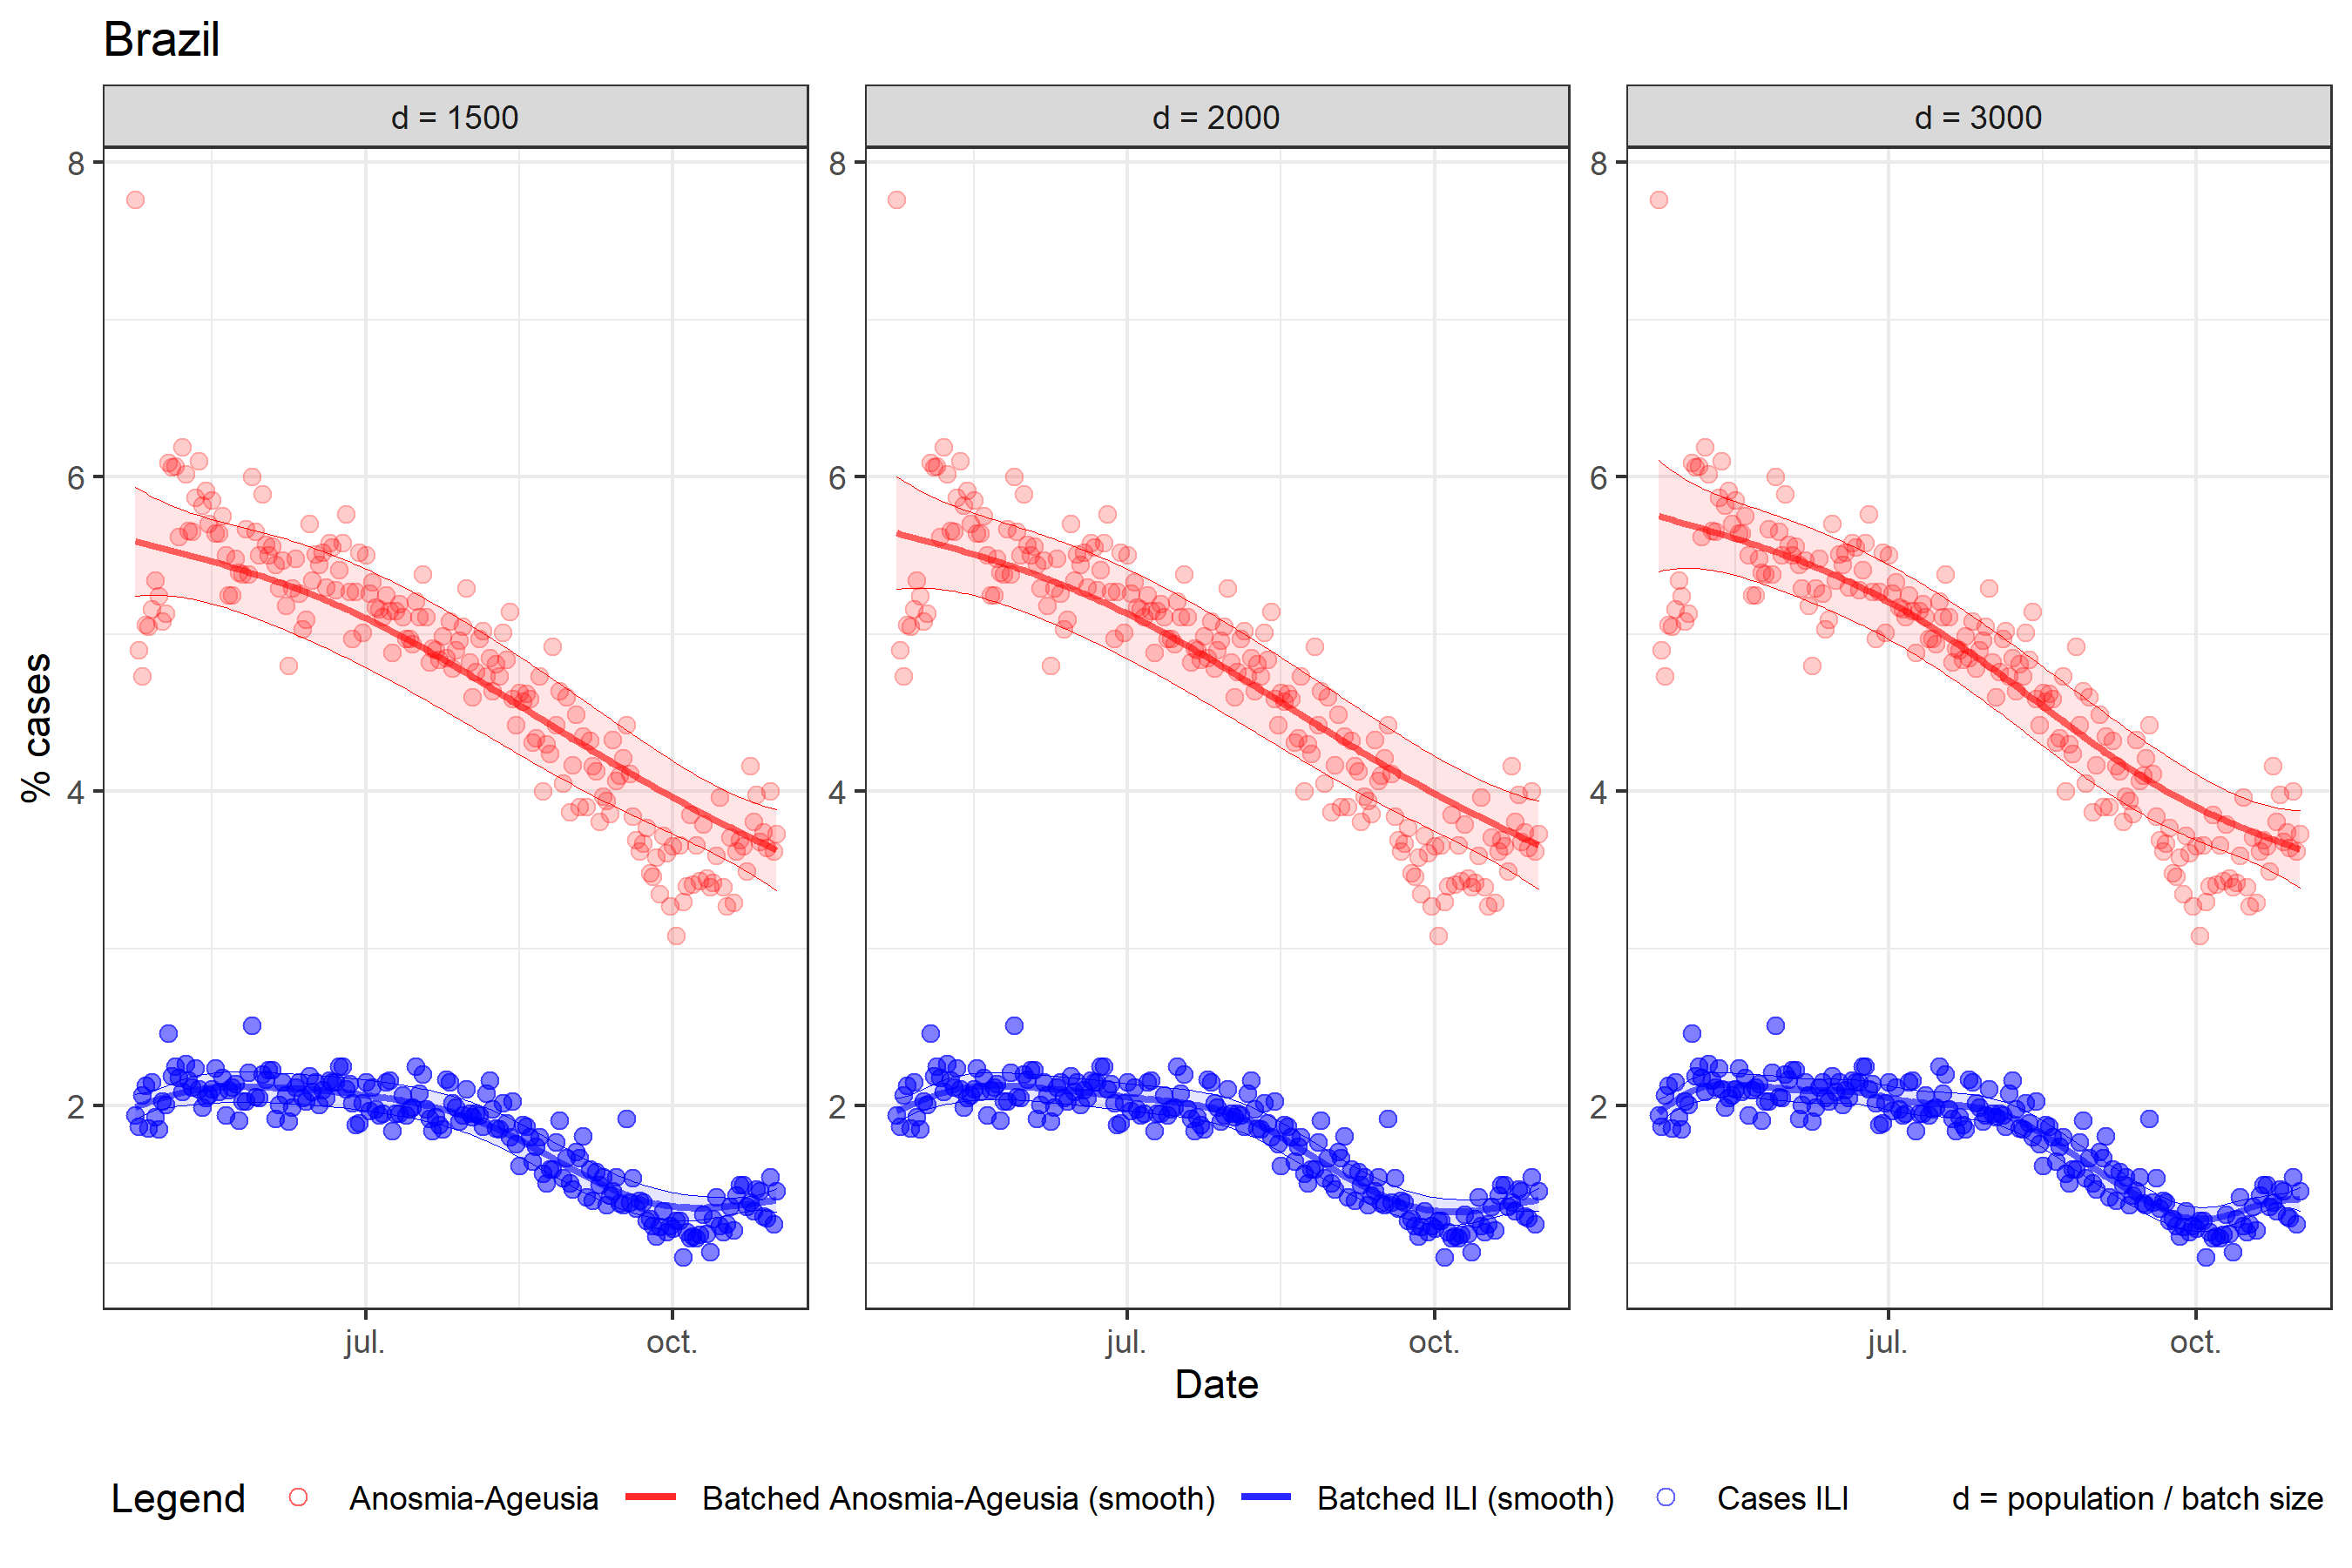 Brazil
d = 1500
d = 2000
d = 3000
% cases
8
6
4
2
8
6
4
2
8
6
4
2
jul.
oct.
jul.
oct.
jul.
oct.
Date
Legend Anosmia-Ageusia Batched Anosmia-Ageusia (smooth) Batched ILI (smooth) Cases ILI d = population / batch size